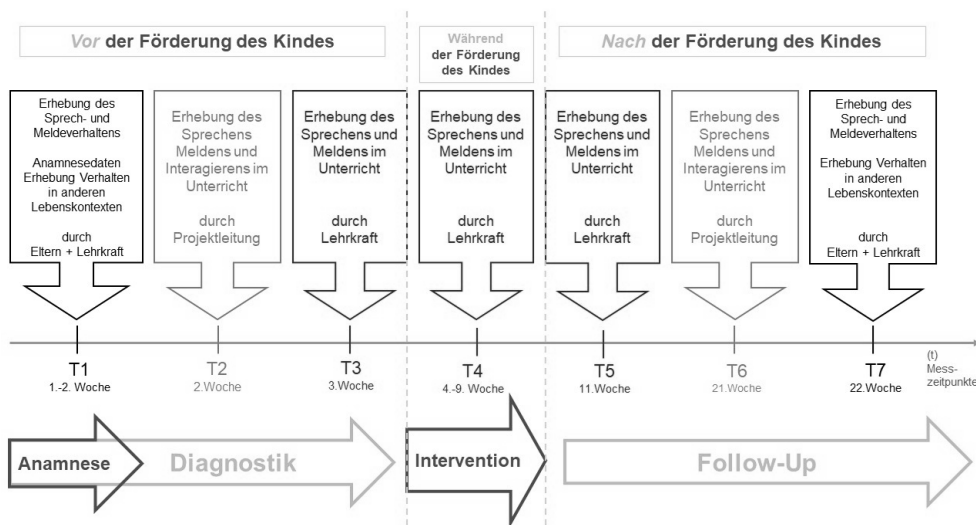 Vor der Förderung des Kindes
Während
der Förderung
des Kindes
Nach der Förderung des Kindes
Erhebung des
Sprech- und
Meldeverhaltens
Anamnesedaten
Erhebung Verhalten
in anderen
Lebenskontexten
durch
Eltern + Lehrkraft
Erhebung des
Sprechens
Meldens und
Interagierens im
Unterricht
durch
Projektleitung
Erhebung des
Sprechens und
Meldens im
Unterricht
durch
Lehrkraft
Erhebung des
Sprechens und
Meldens im
Unterricht
durch
Lehrkraft
Erhebung des
Sprechens und
Meldens im
Unterricht
durch
Lehrkraft
Erhebung des
Sprechens
Meldens und
Interagierens im
Unterricht
durch
Projektleitung
Erhebung des
Sprech- und
Meldeverhaltens
Erhebung Verhalten
in anderen
Lebenskontexten
durch
Eltern + Lehrkraft
T1
1.-2. Woche
T2
2.Woche
T3
3.Woche
T4
4.-9. Woche
T5
11.Woche
T6
21.Woche
T7
22.Woche
(t)
Mess-
zeitpunkte
Anamnese
Diagnostik
Intervention
Follow-Up